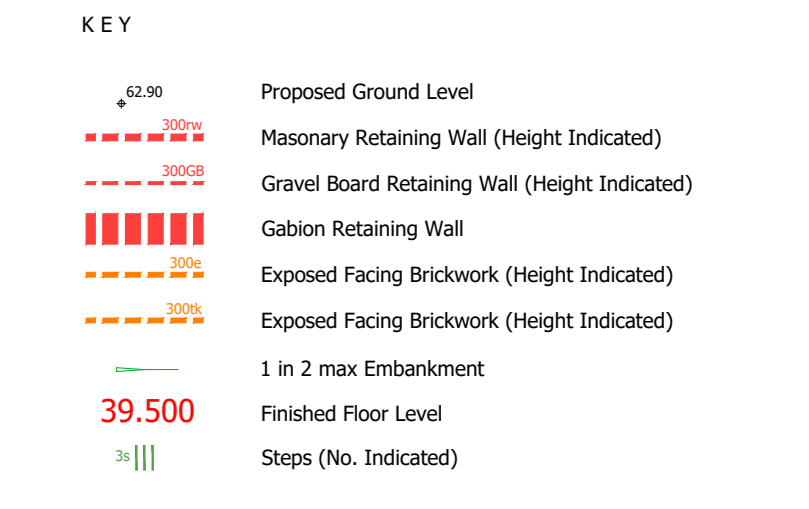 K E Y
62.90 Proposed Ground Level
300rw Masonary Retaining Wall (Height Indicated)
300GB Gravel Board Retaining Wall (Height Indicated)
Gabion Retaining Wall
300e Exposed Facing Brickwork (Height Indicated)
300tk Exposed Facing Brickwork (Height Indicated)
1 in 2 max Embankment
39.500 Finished Floor Level
3s Steps (No. Indicated)